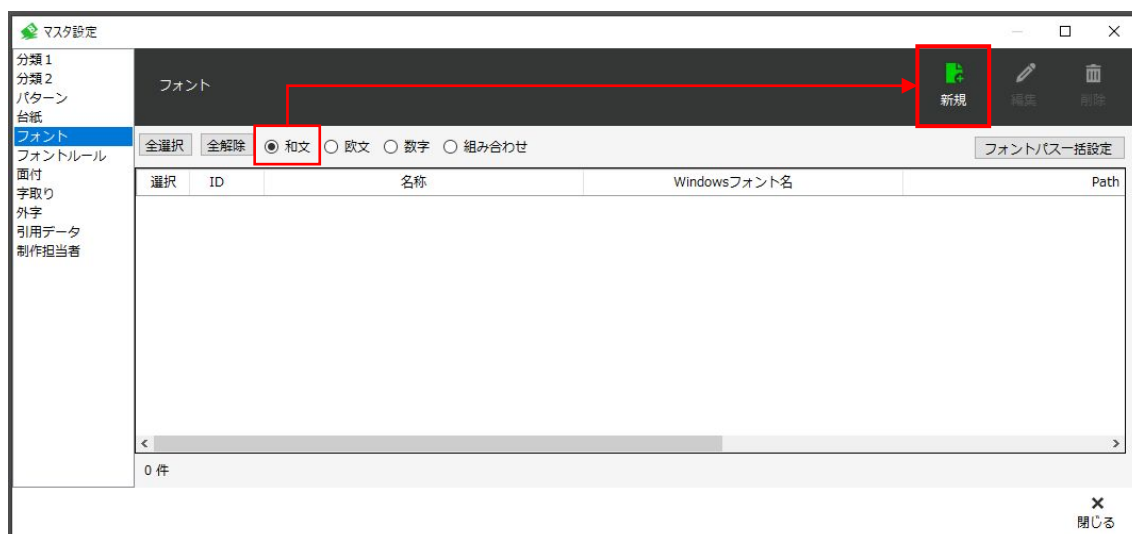 マスタ設定
分類1
分類2
パターン
台紙
フォント
フォントルール
面付
字取り
外字
引用データ
制作担当者
フォント
新規
編集
削除
全選択 全解除 和文 欧文 数字 組み合わせ フォントパス一括設定
選択 ID 名称 Windowsフォント名 Path
0 件
閉じる